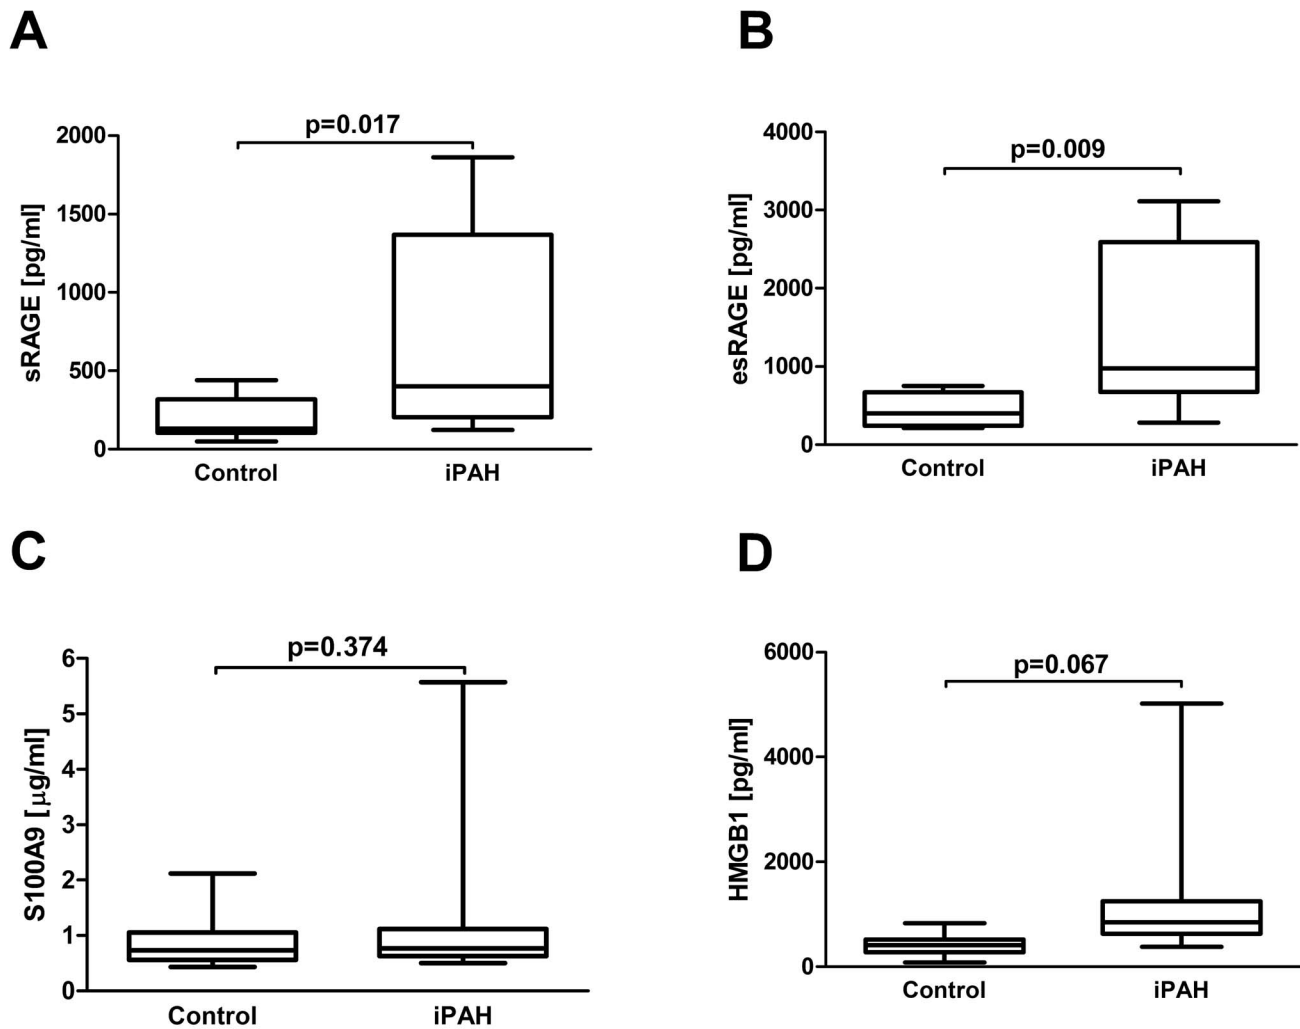 A
p=0.017
sRAGE [pg/ml]
2000
1500
1000
500
0
Control
iPAH
B
p=0.009
esRAGE [pg/ml]
4000
3000
2000
1000
0
Control
iPAH
C
p=0.374
S100A9 [μg/ml]
6
5
4
3
2
1
0
Control
iPAH
D
p=0.067
HMGB1 [pg/ml]
6000
4000
2000
0
Control
iPAH